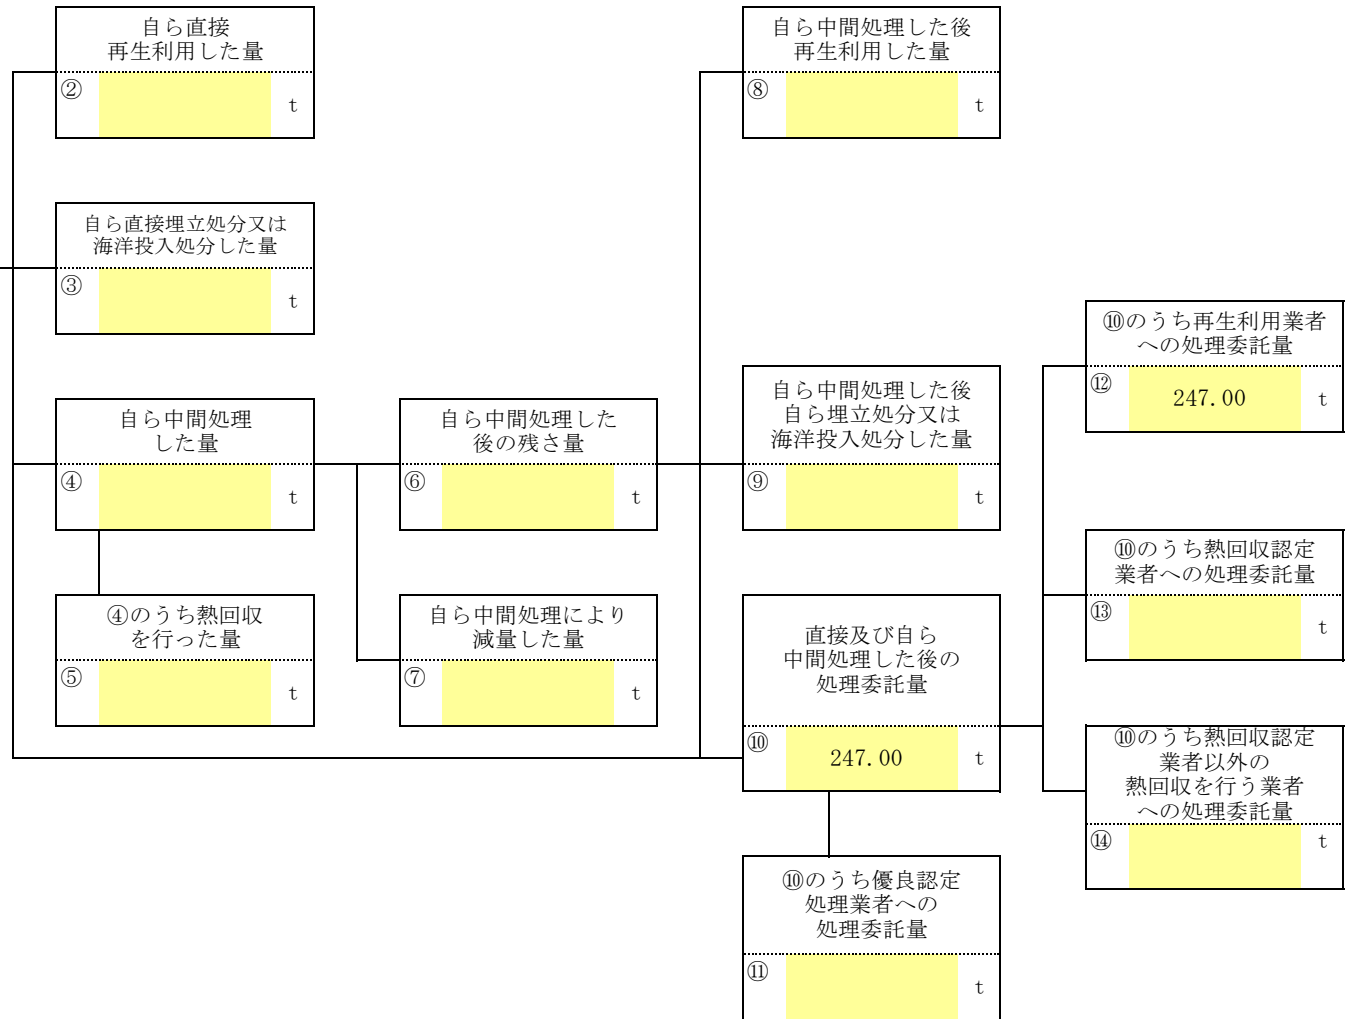 自ら直接
再生利用した量
②
t
自ら中間処理した後
再生利用した量
⑧
t
自ら直接埋立処分又は
海洋投入処分した量
③
t
⑩のうち再生利用業者
への処理委託量
⑫
247.00
t
自ら中間処理
した量
④
t
自ら中間処理した
後の残さ量
⑥
t
自ら中間処理した後
自ら埋立処分又は
海洋投入処分した量
⑨
t
⑩のうち熱回収認定
業者への処理委託量
⑬
t
④のうち熱回収
を行った量
⑤
t
自ら中間処理により
減量した量
⑦
t
直接及び自ら
中間処理した後の
処理委託量
⑩
247.00
t
⑩のうち熱回収認定
業者以外の
熱回収を行う業者
への処理委託量
⑭
t
⑩のうち優良認定
処理業者への
処理委託量
⑪
t